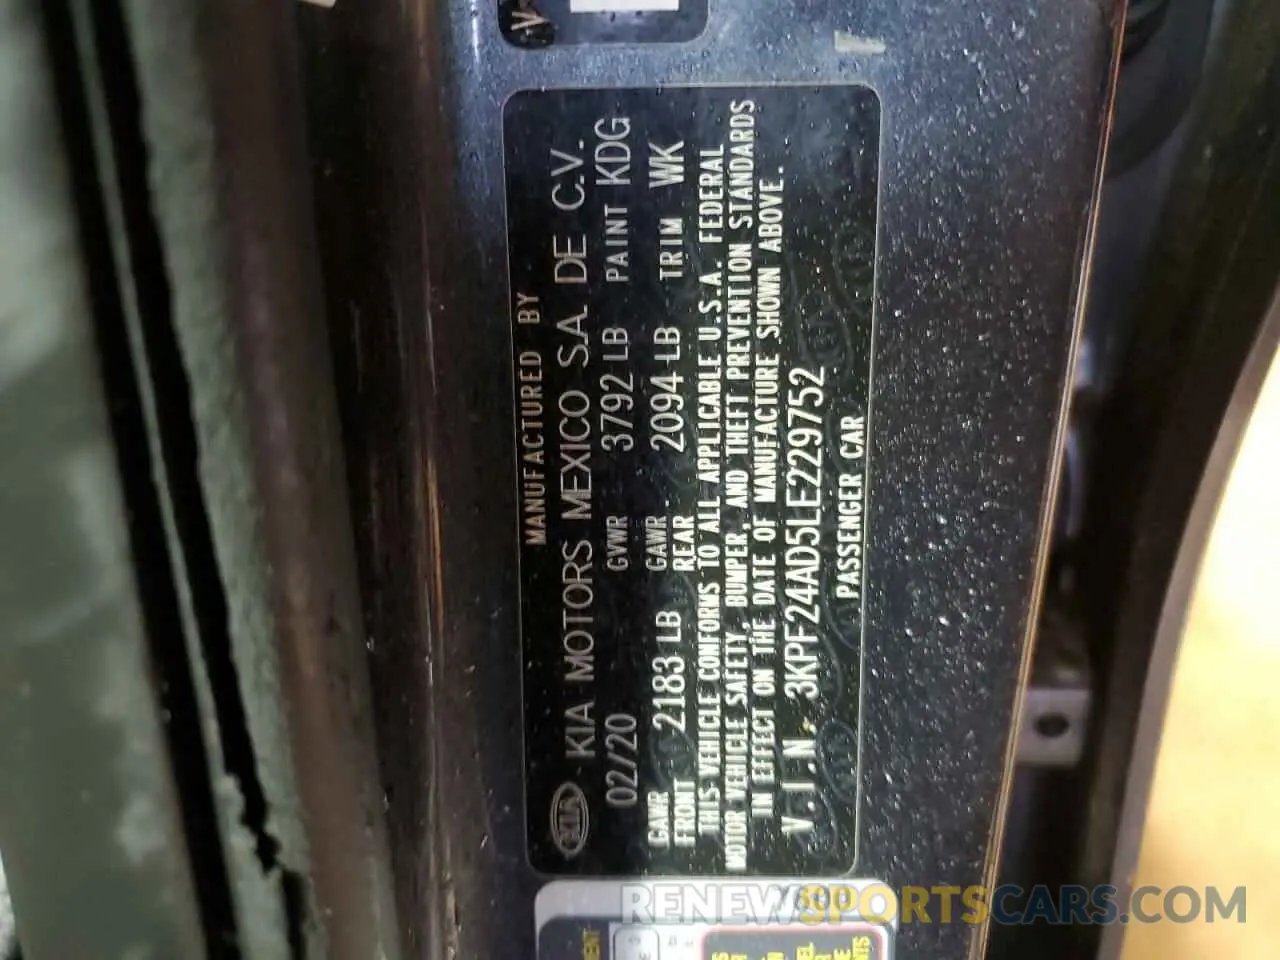 MANUFACTURED BY
KIA KIA MOTORS MEXICO S.A. DE C.V.
02/20 GVWR 3792 LB PAINT KDG
GAWR FRONT 2183 LB GAWR REAR 2094 LB TRIM WK
THIS VEHICLE CONFORMS TO ALL APPLICABLE U.S.A. FEDERAL
MOTOR VEHICLE SAFETY, BUMPER, AND THEFT PREVENTION STANDARDS
IN EFFECT ON THE DATE OF MANUFACTURE SHOWN ABOVE.
V.I.N. 3KPF24AD5LE229752
PASSENGER CAR
RENEWSPORTSCARS.COM